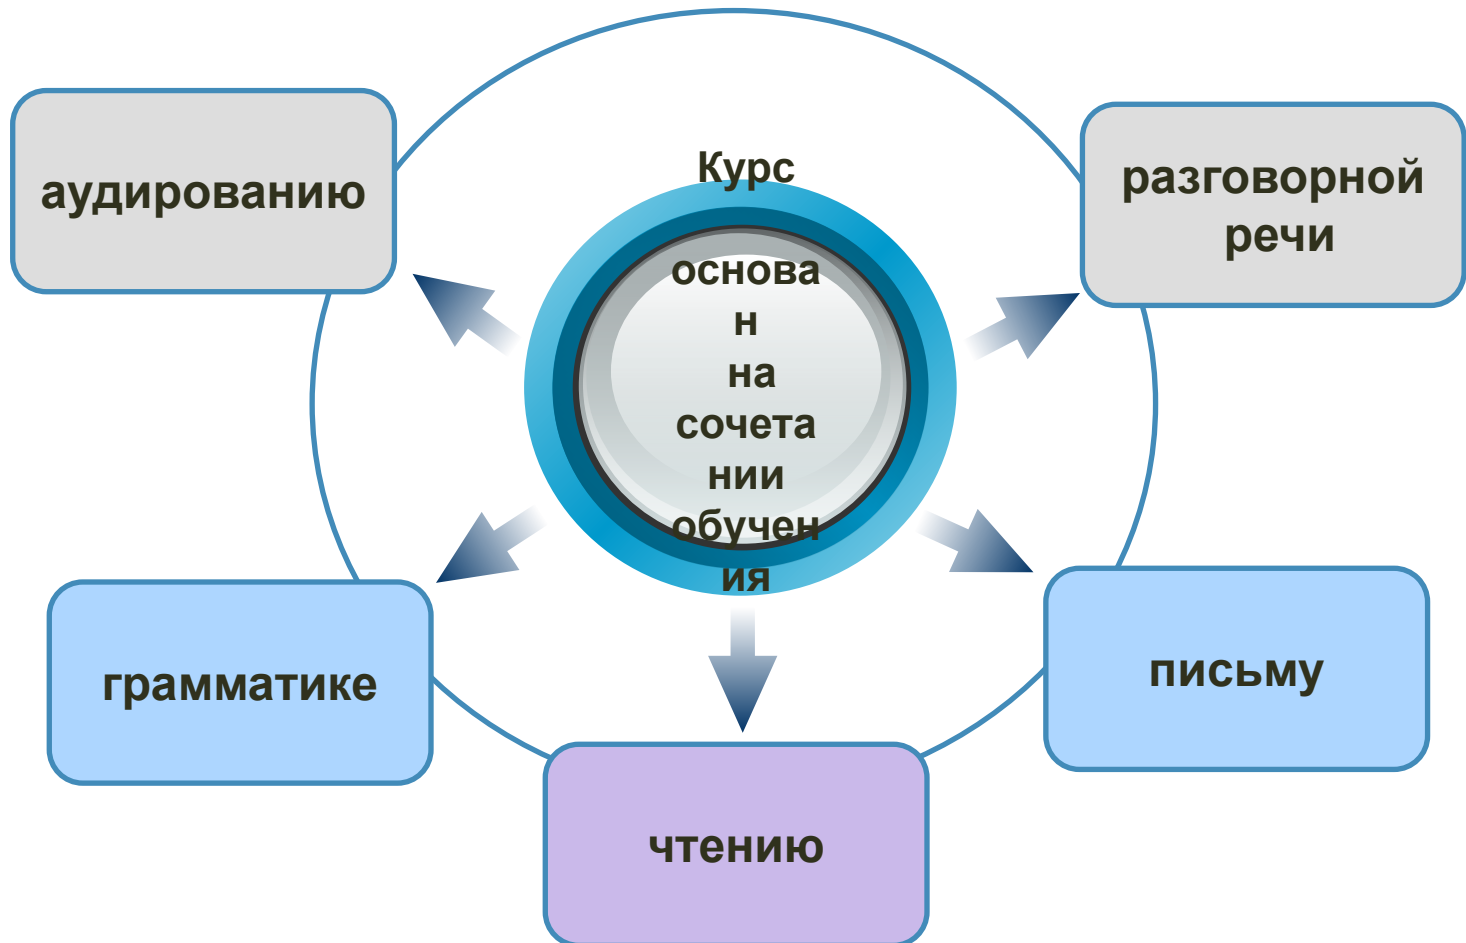 аудированию
Курс
основа
н
на
сочета
нии
обучен
ия
разговорной
речи
грамматике
письму
чтению